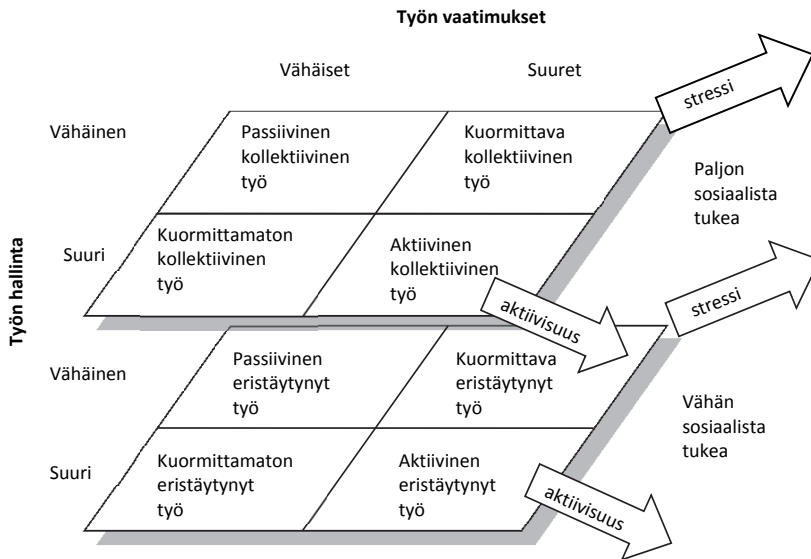 Työn vaatimukset
Vähäiset
Suuret
stressi
Vähäinen
Passiivinen
kollektiivinen
työ
Kuormittava
kollektiivinen
työ
Paljon
sosiaalista
tukea
Työn hallinta
Suuri
Kuormittamaton
kollektiivinen
työ
Aktiivinen
kollektiivinen
työ
aktiivisuus
stressi
Vähäinen
Passiivinen
eristäytynyt
työ
Kuormittava
eristäytynyt
työ
Vähän
sosiaalista
tukea
Suuri
Kuormittamaton
eristäytynyt
työ
Aktiivinen
eristäytynyt
työ
aktiivisuus